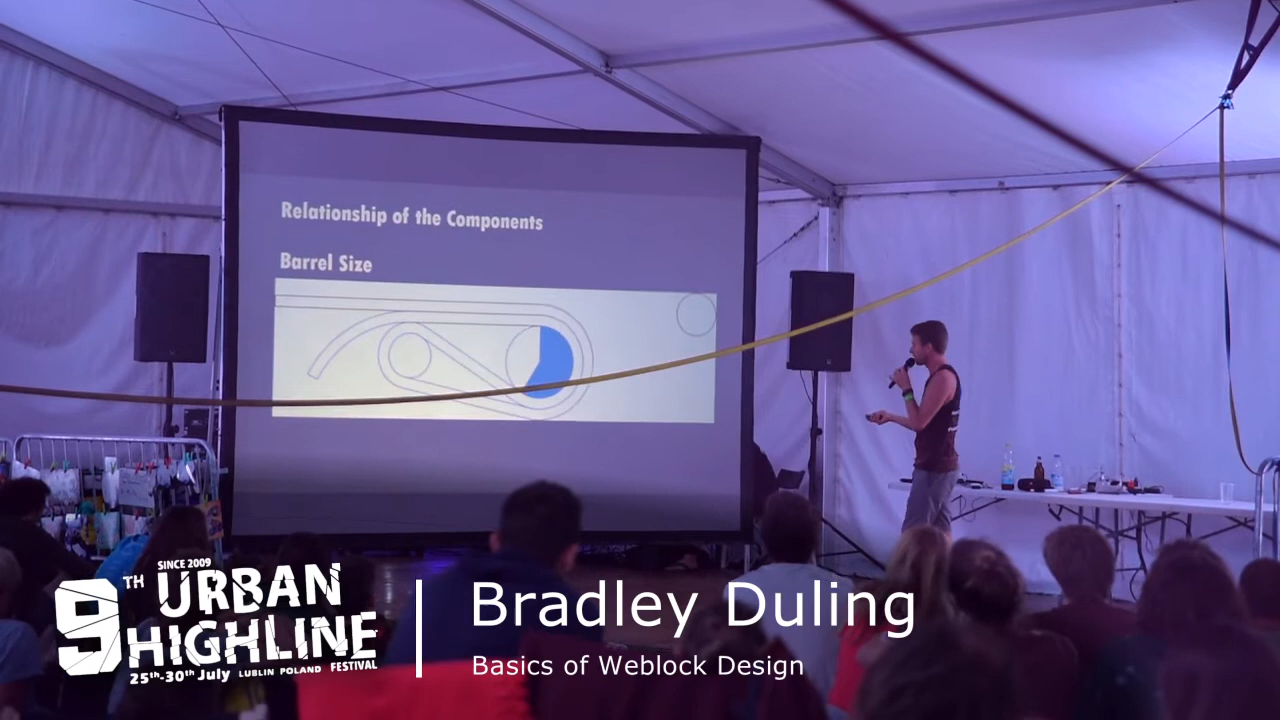 Relationship of the Components
Barrel Size
SINCE 2009
9TH URBAN
HIGHLINE
25th-30th July LUBLIN POLAND FESTIVAL
Bradley Duling
Basics of Weblock Design